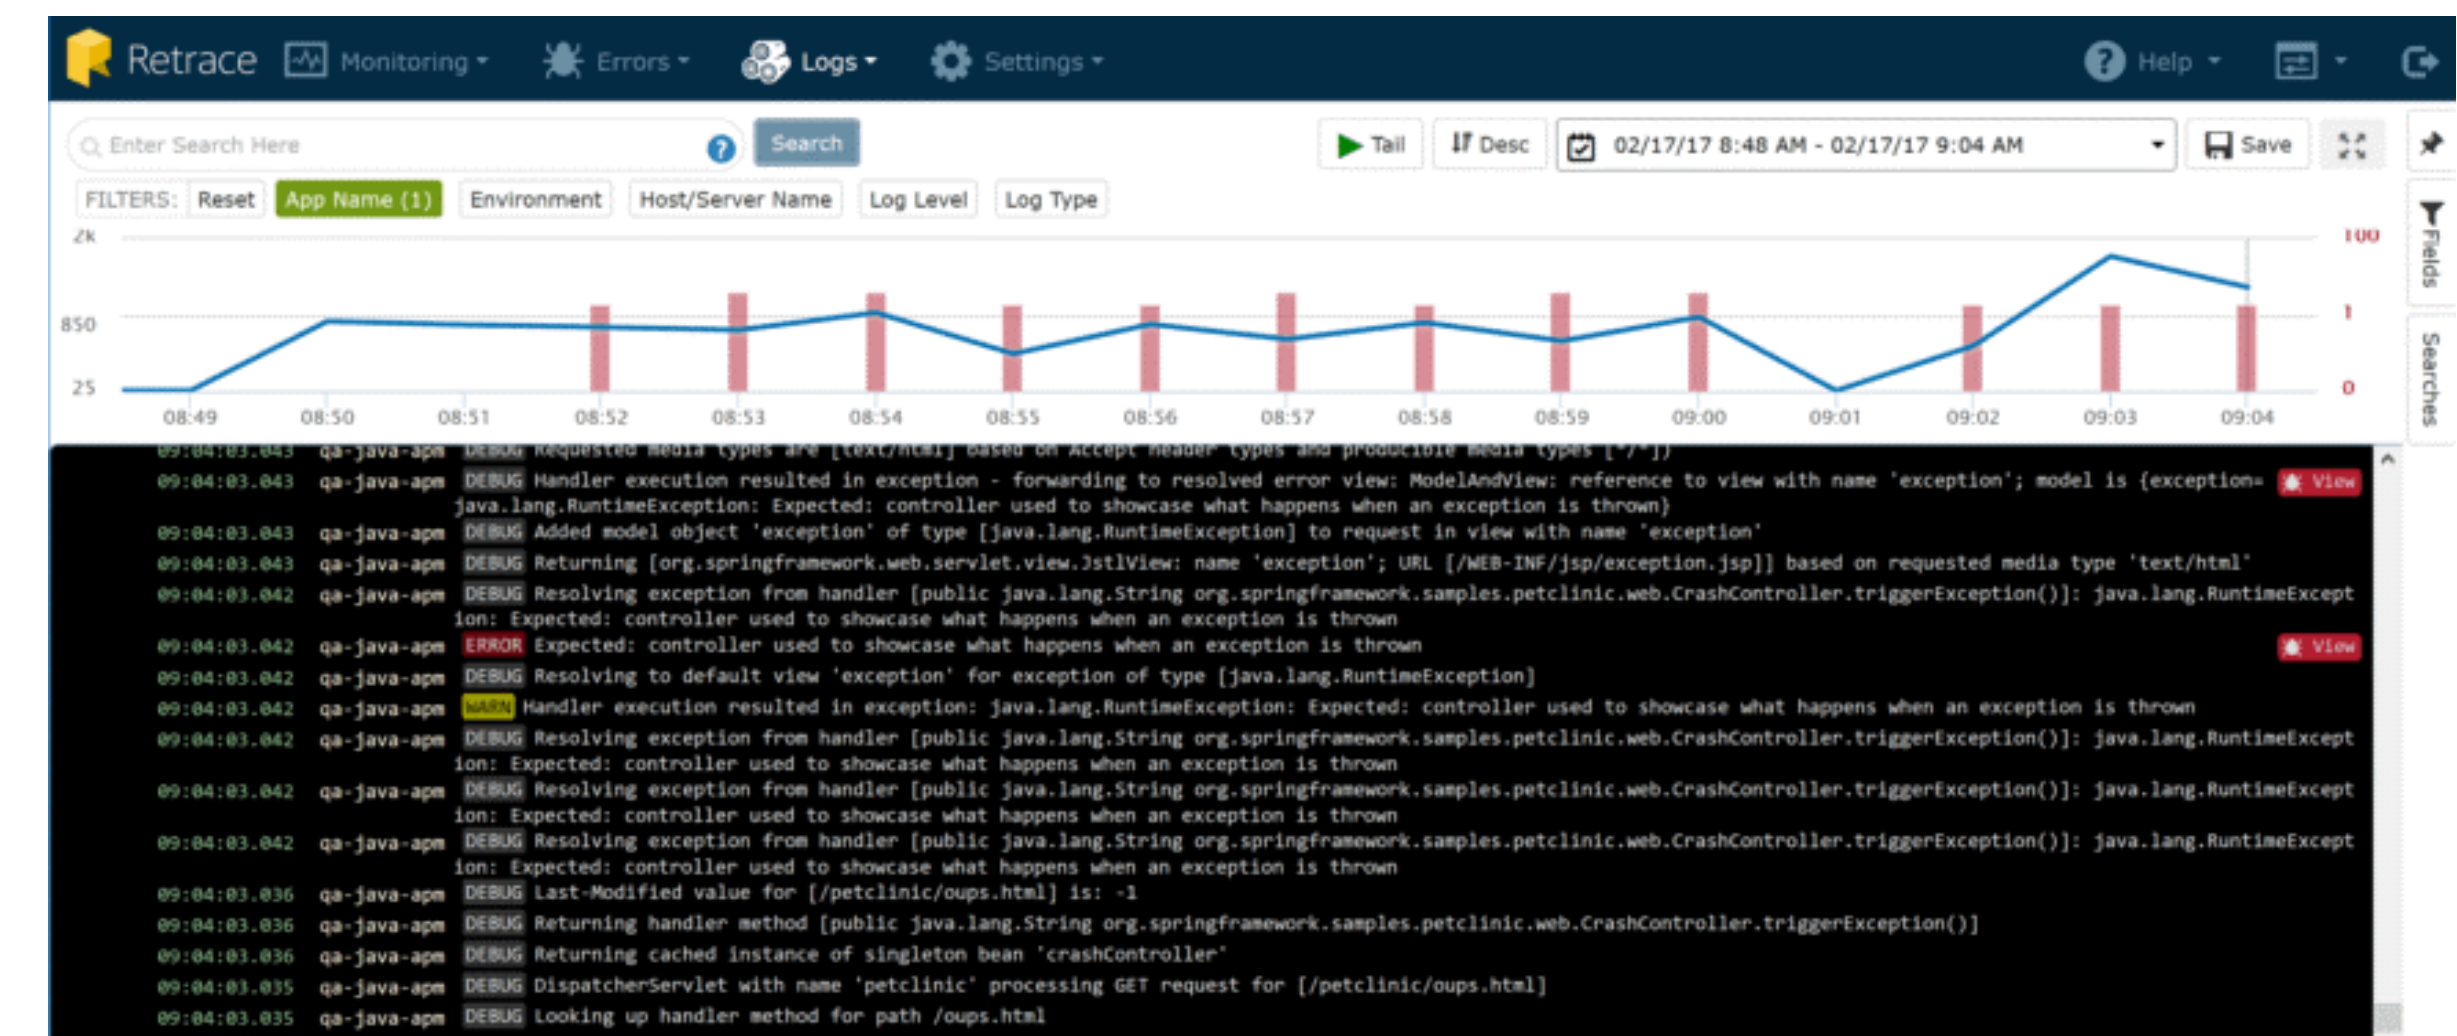 Retrace Monitoring Errors Logs Settings Help
Enter Search Here ? Search Tail Desc 02/17/17 8:48 AM - 02/17/17 9:04 AM Save
FILTERS: Reset App Name (1) Environment Host/Server Name Log Level Log Type
Fields
Searches
2k 100
850 1
25 0
08:49 08:50 08:51 08:52 08:53 08:54 08:55 08:56 08:57 08:58 08:59 09:00 09:01 09:02 09:03 09:04
09:04:03.043 qa-java-apm DEBUG Requested media types are [text/html] based on Accept header types and producible media types [*/*])
09:04:03.043 qa-java-apm DEBUG Handler execution resulted in exception - forwarding to resolved error view: ModelAndView: reference to view with name 'exception'; model is {exception= View
java.lang.RuntimeException: Expected: controller used to showcase what happens when an exception is thrown}
09:04:03.043 qa-java-apm DEBUG Added model object 'exception' of type [java.lang.RuntimeException] to request in view with name 'exception'
09:04:03.043 qa-java-apm DEBUG Returning [org.springframework.web.servlet.view.JstlView: name 'exception'; URL [/WEB-INF/jsp/exception.jsp]] based on requested media type 'text/html'
09:04:03.042 qa-java-apm DEBUG Resolving exception from handler [public java.lang.String org.springframework.samples.petclinic.web.CrashController.triggerException()]: java.lang.RuntimeExcept
ion: Expected: controller used to showcase what happens when an exception is thrown
09:04:03.042 qa-java-apm ERROR Expected: controller used to showcase what happens when an exception is thrown View
09:04:03.042 qa-java-apm DEBUG Resolving to default view 'exception' for exception of type [java.lang.RuntimeException]
09:04:03.042 qa-java-apm WARN Handler execution resulted in exception: java.lang.RuntimeException: Expected: controller used to showcase what happens when an exception is thrown
09:04:03.042 qa-java-apm DEBUG Resolving exception from handler [public java.lang.String org.springframework.samples.petclinic.web.CrashController.triggerException()]: java.lang.RuntimeExcept
ion: Expected: controller used to showcase what happens when an exception is thrown
09:04:03.042 qa-java-apm DEBUG Resolving exception from handler [public java.lang.String org.springframework.samples.petclinic.web.CrashController.triggerException()]: java.lang.RuntimeExcept
ion: Expected: controller used to showcase what happens when an exception is thrown
09:04:03.042 qa-java-apm DEBUG Resolving exception from handler [public java.lang.String org.springframework.samples.petclinic.web.CrashController.triggerException()]: java.lang.RuntimeExcept
ion: Expected: controller used to showcase what happens when an exception is thrown
09:04:03.036 qa-java-apm DEBUG Last-Modified value for [/petclinic/oups.html] is: -1
09:04:03.036 qa-java-apm DEBUG Returning handler method [public java.lang.String org.springframework.samples.petclinic.web.CrashController.triggerException()]
09:04:03.036 qa-java-apm DEBUG Returning cached instance of singleton bean 'crashController'
09:04:03.035 qa-java-apm DEBUG DispatcherServlet with name 'petclinic' processing GET request for [/petclinic/oups.html]
09:04:03.035 qa-java-apm DEBUG Looking up handler method for path /oups.html